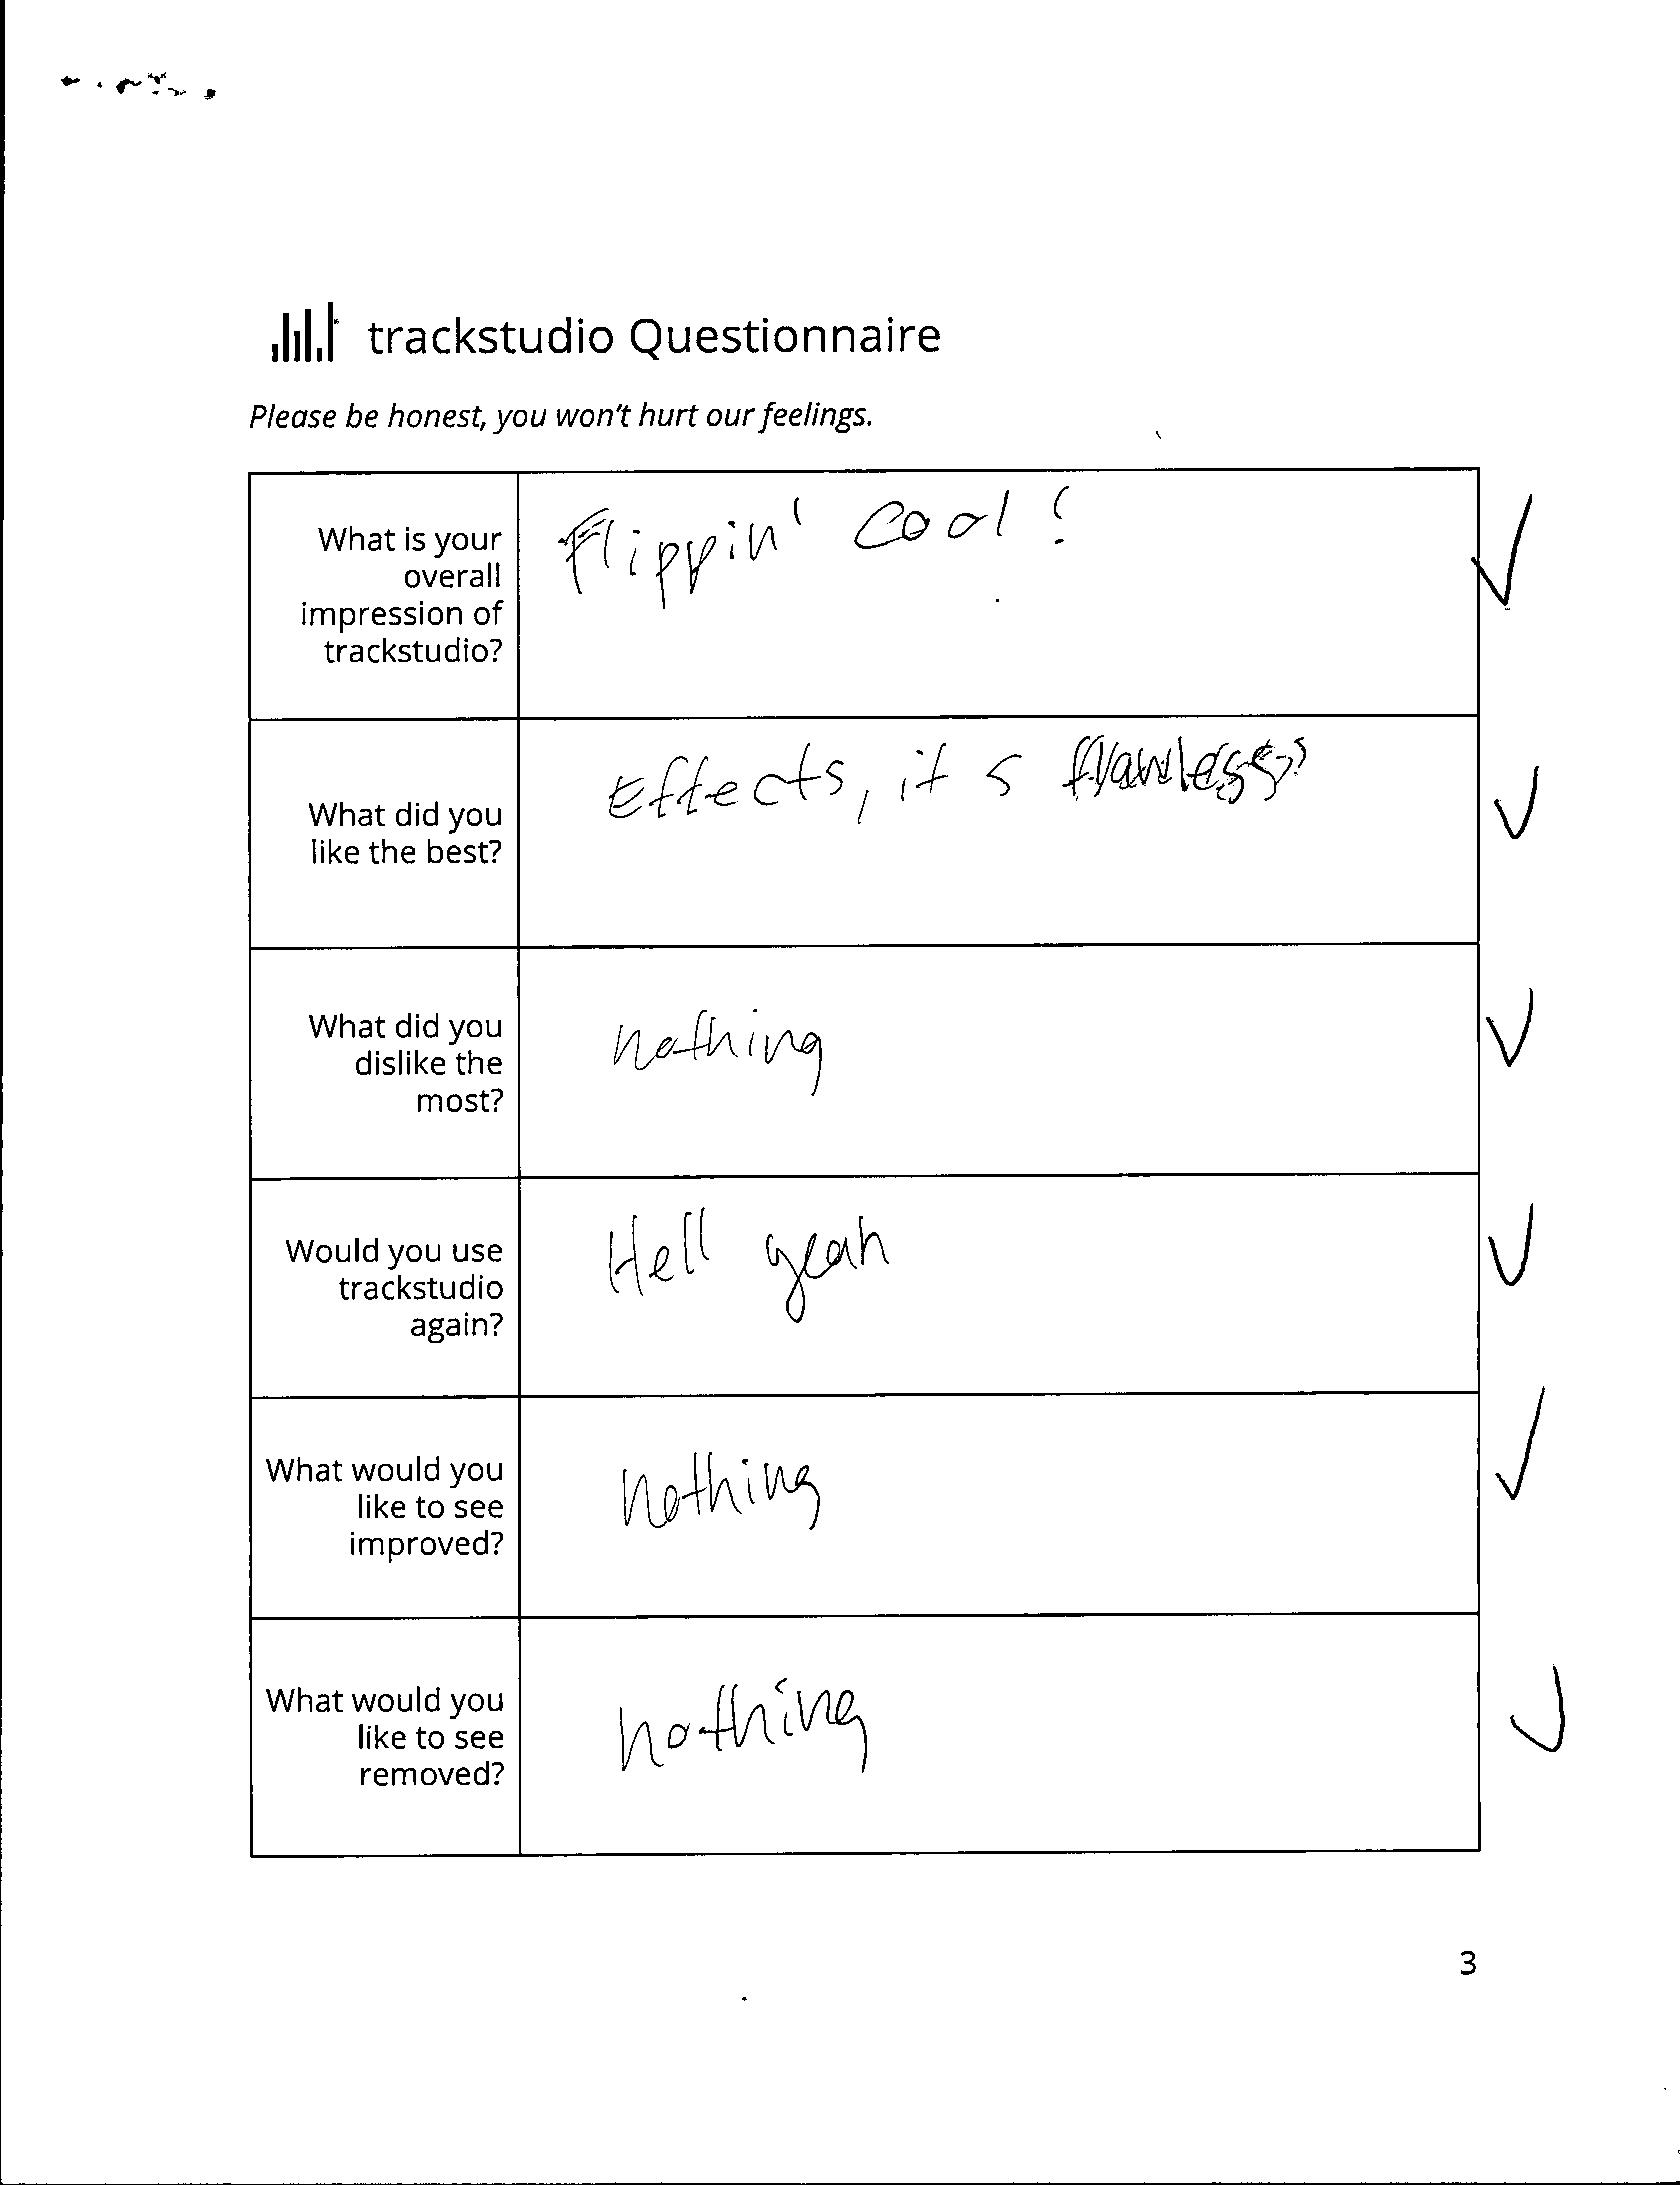 trackstudio Questionnaire
Please be honest, you won't hurt our feelings.
What is your
overall
impression of
trackstudio?
Flippin' Cool!
What did you
like the best?
Effects, it s flawless
What did you
dislike the
most?
nothing
Would you use
trackstudio
again?
Hell yeah
What would you
like to see
improved?
nothing
What would you
like to see
removed?
nothing
3